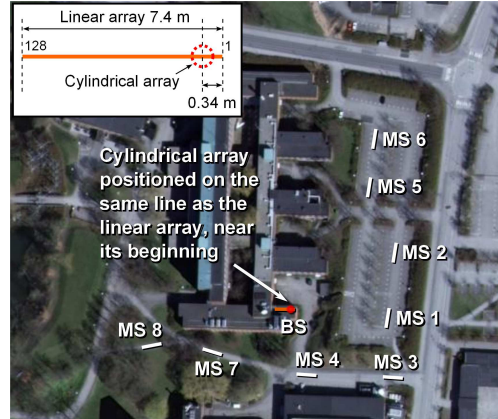 Linear array 7.4 m
128
1
Cylindrical array
0.34 m
MS 6
Cylindrical array
positioned on the
same line as the
linear array, near
its beginning
MS 5
MS 2
BS
MS 1
MS 8
MS 7
MS 4
MS 3